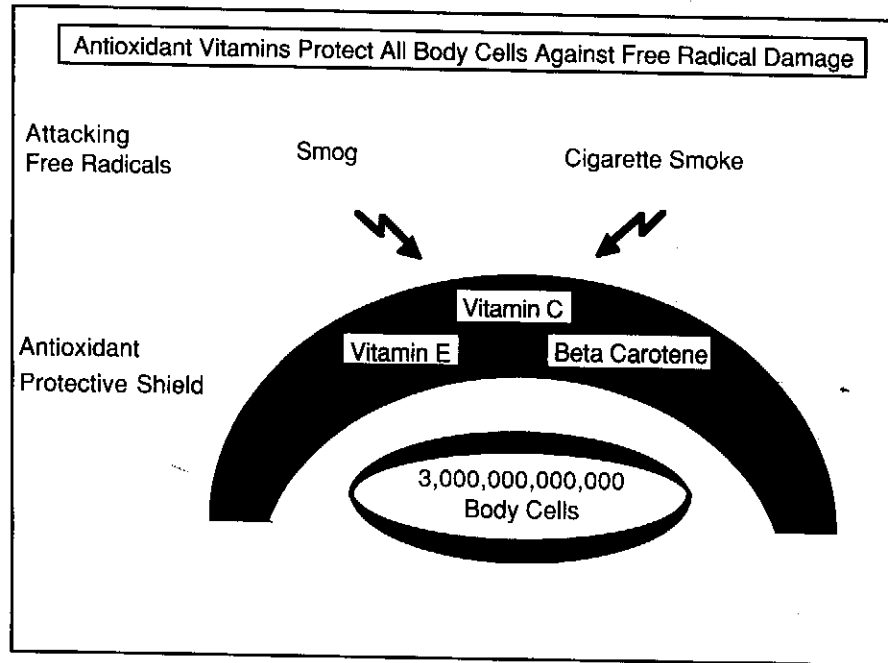 Antioxidant Vitamins Protect All Body Cells Against Free Radical Damage
Attacking
Free Radicals
Smog
Cigarette Smoke
Vitamin C
Vitamin E
Beta Carotene
Antioxidant
Protective Shield
3,000,000,000,000
Body Cells